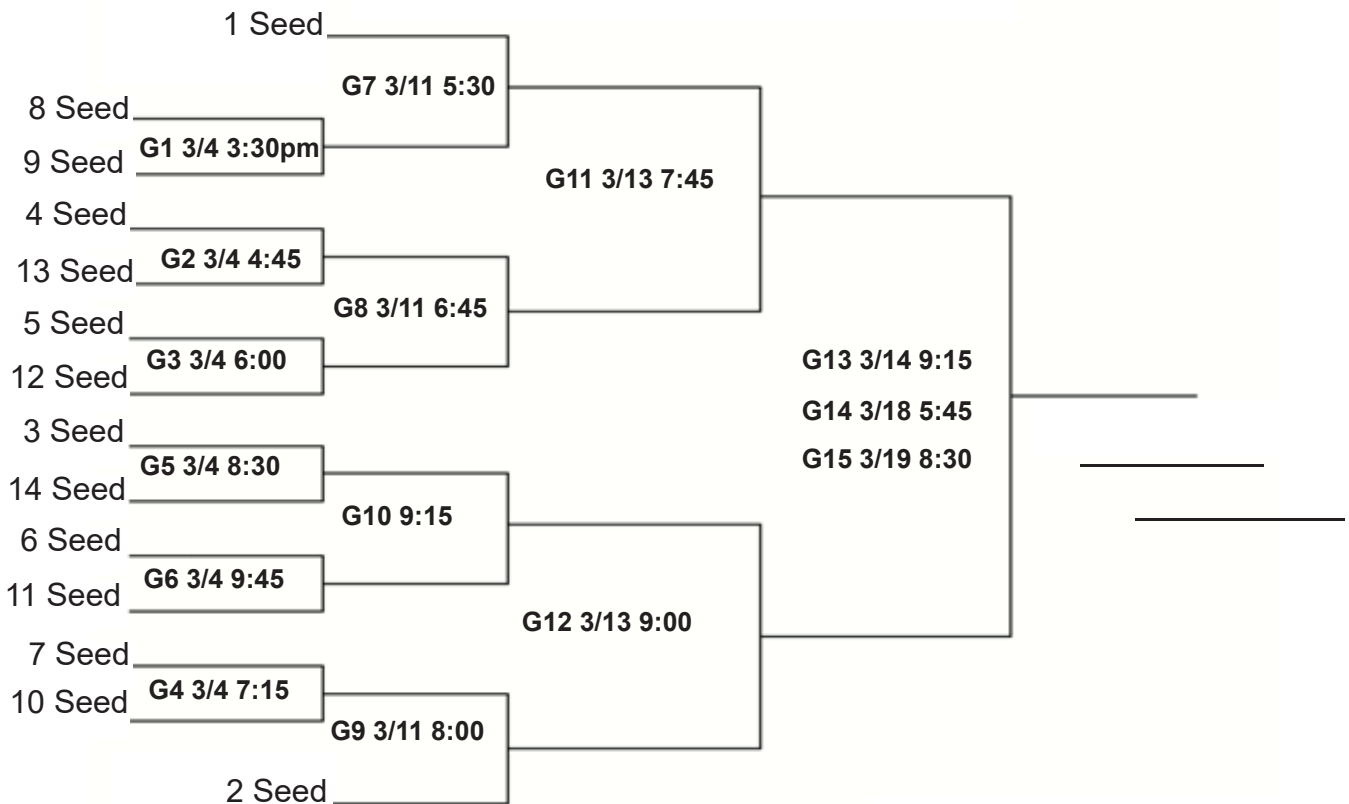 1 Seed
G7 3/11 5:30
8 Seed
G1 3/4 3:30pm
9 Seed
G11 3/13 7:45
4 Seed
G2 3/4 4:45
13 Seed
G8 3/11 6:45
5 Seed
G3 3/4 6:00
12 Seed
G13 3/14 9:15
G14 3/18 5:45
G15 3/19 8:30
3 Seed
G5 3/4 8:30
14 Seed
G10 9:15
6 Seed
G6 3/4 9:45
11 Seed
G12 3/13 9:00
7 Seed
G4 3/4 7:15
10 Seed
G9 3/11 8:00
2 Seed